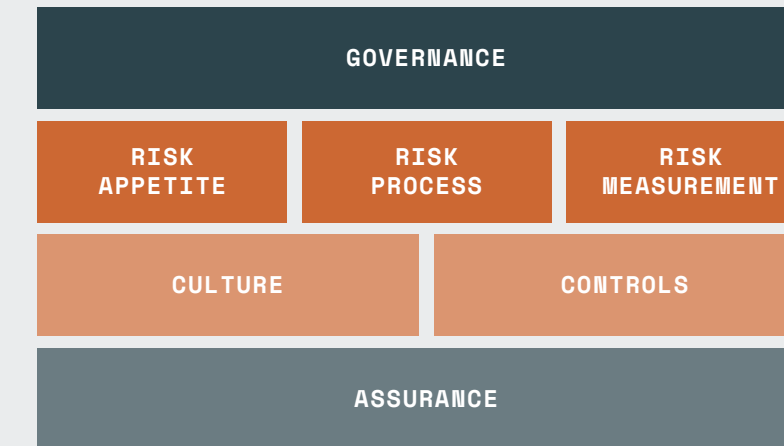 GOVERNANCE
RISK
APPETITE
RISK
PROCESS
RISK
MEASUREMENT
CULTURE
CONTROLS
ASSURANCE